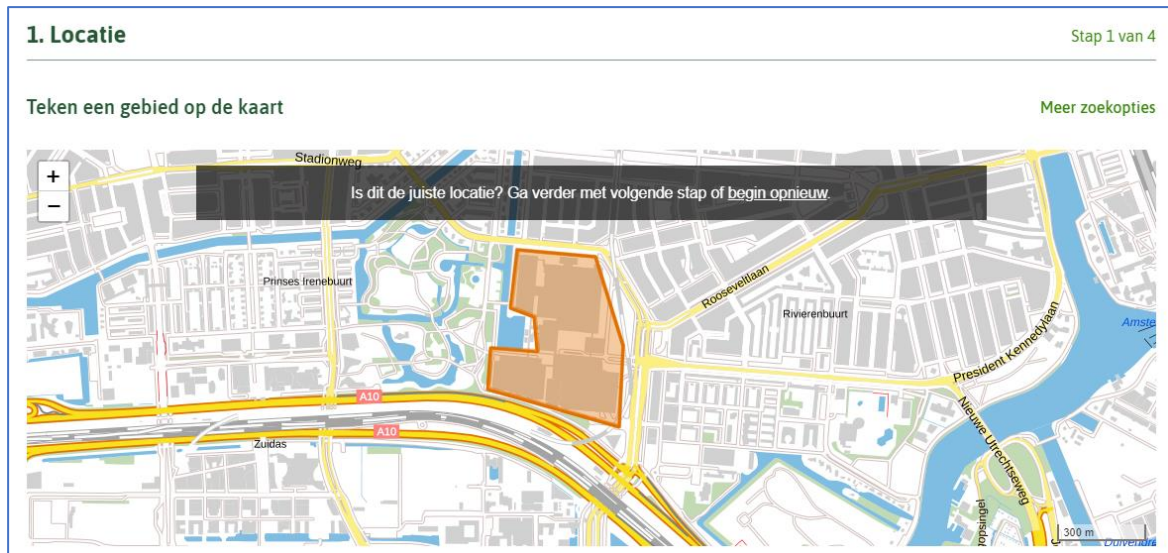 1. Locatie
Stap 1 van 4
Teken een gebied op de kaart
Meer zoekopties
+
−
Stadionweg
Is dit de juiste locatie? Ga verder met volgende stap of begin opnieuw.
Prinses Irenebuurt
Rooseveltlaan
Rivierenbuurt
Amste
President Kennedylaan
A10
A10
Zuidas
Nieuwe Utrechtseweg
opsingel
300 m
Duivendre